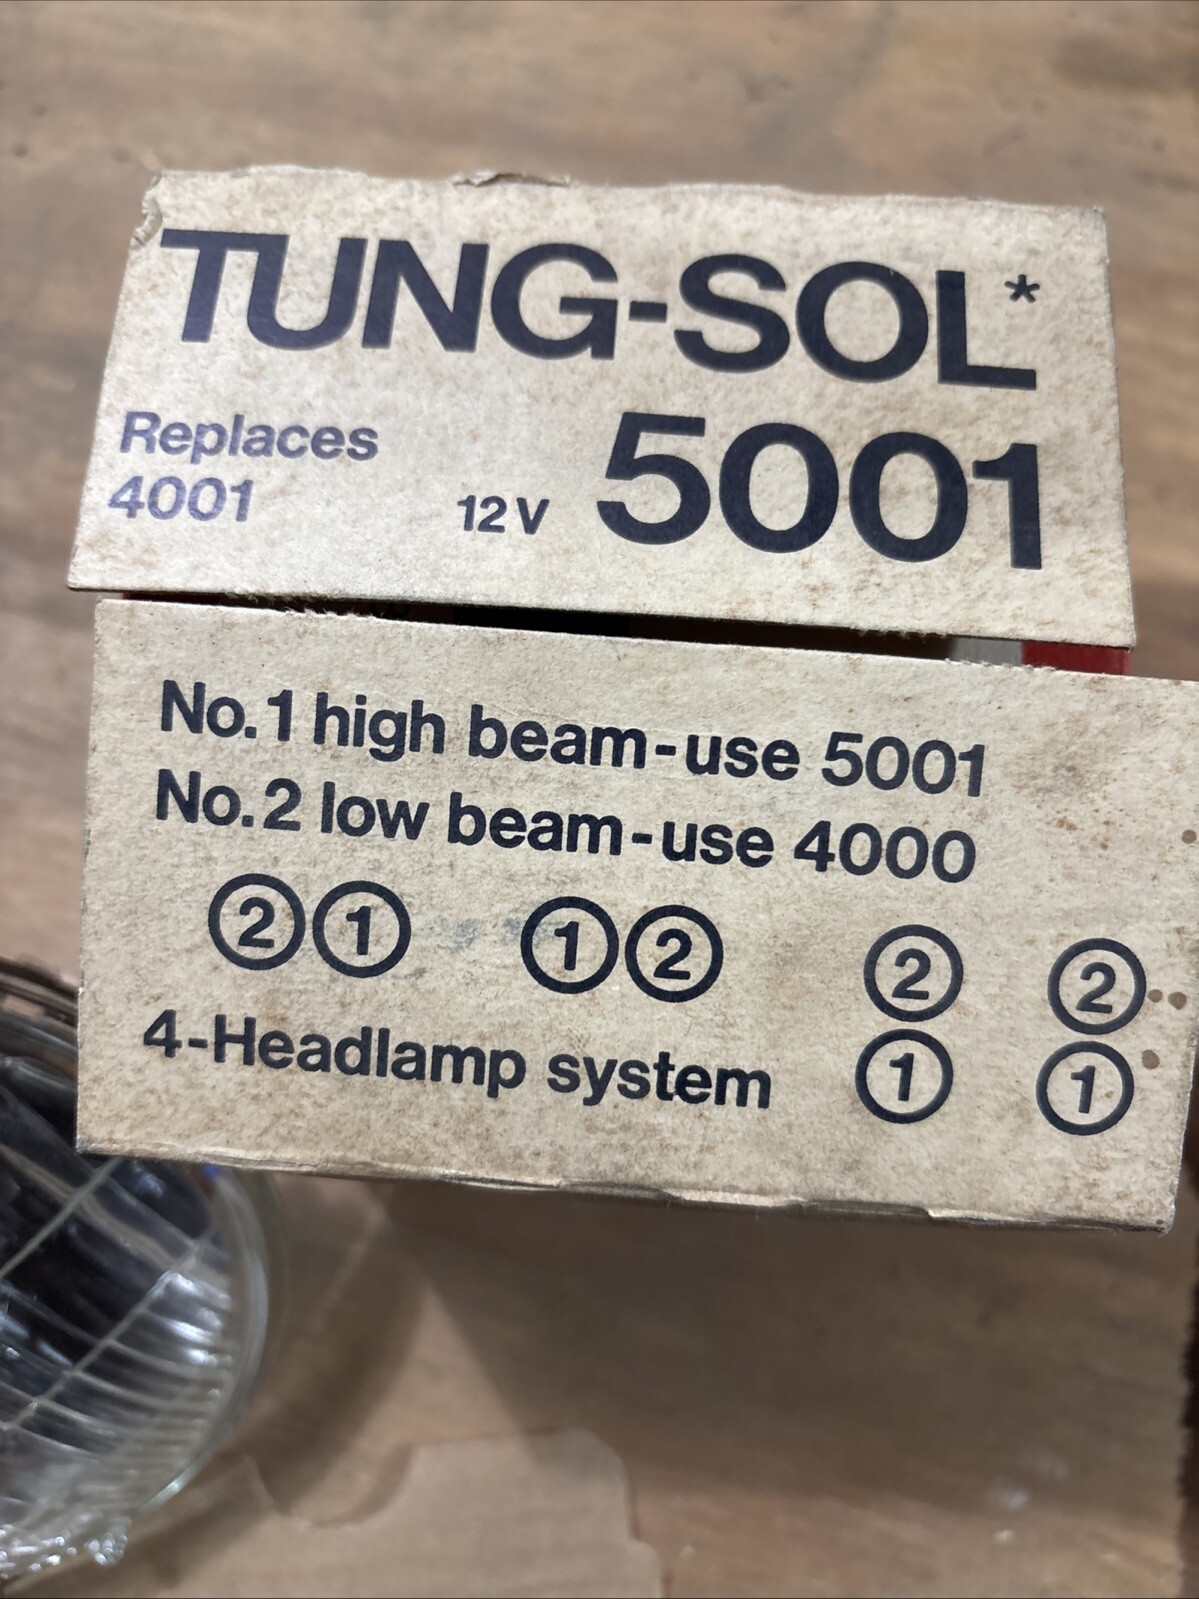 TUNG-SOL*
Replaces
4001
12V 5001
No.1 high beam-use 5001
No.2 low beam-use 4000
2 1 1 2 2 2
1 1
4-Headlamp system